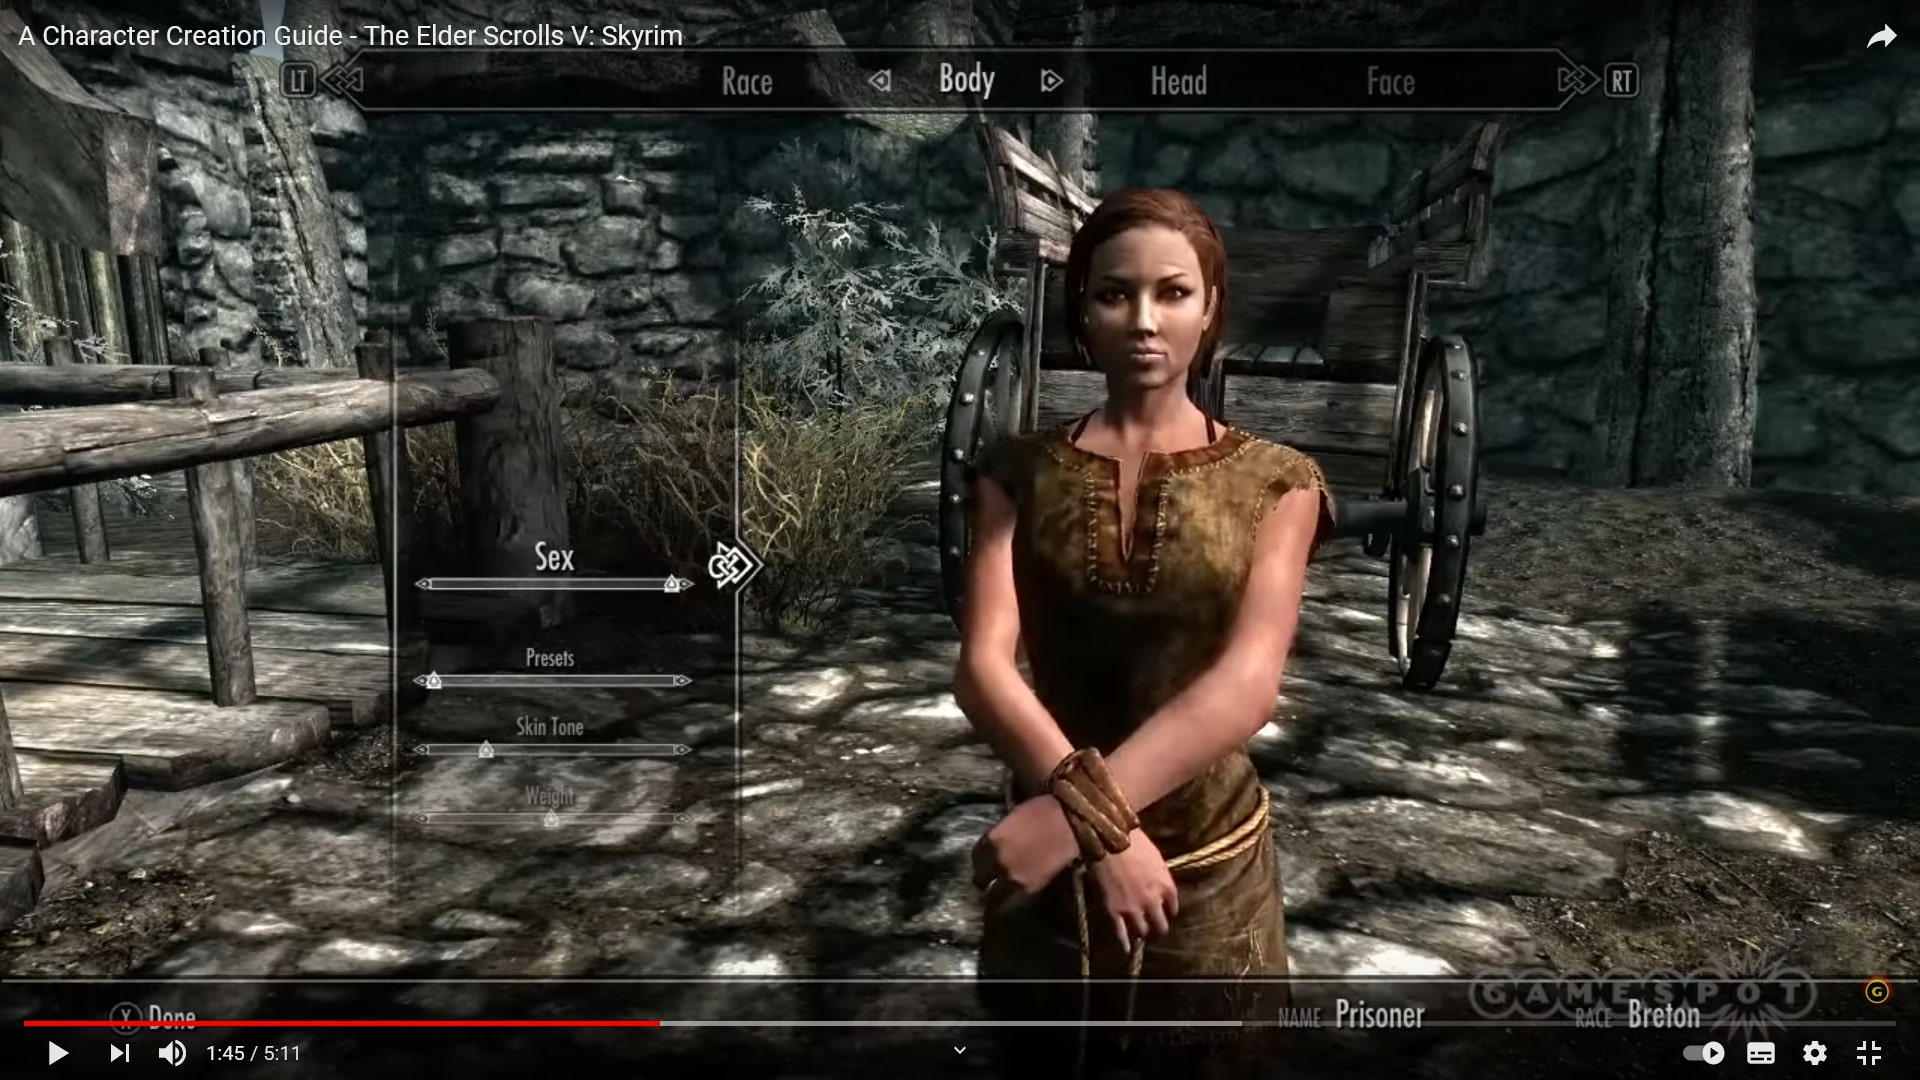 A Character Creation Guide - The Elder Scrolls V: Skyrim
LT Race Body Head Face RT
Sex
Presets
Skin Tone
Weight
GAMESPOT
G
X Done
NAME Prisoner RACE Breton
1:45 / 5:11